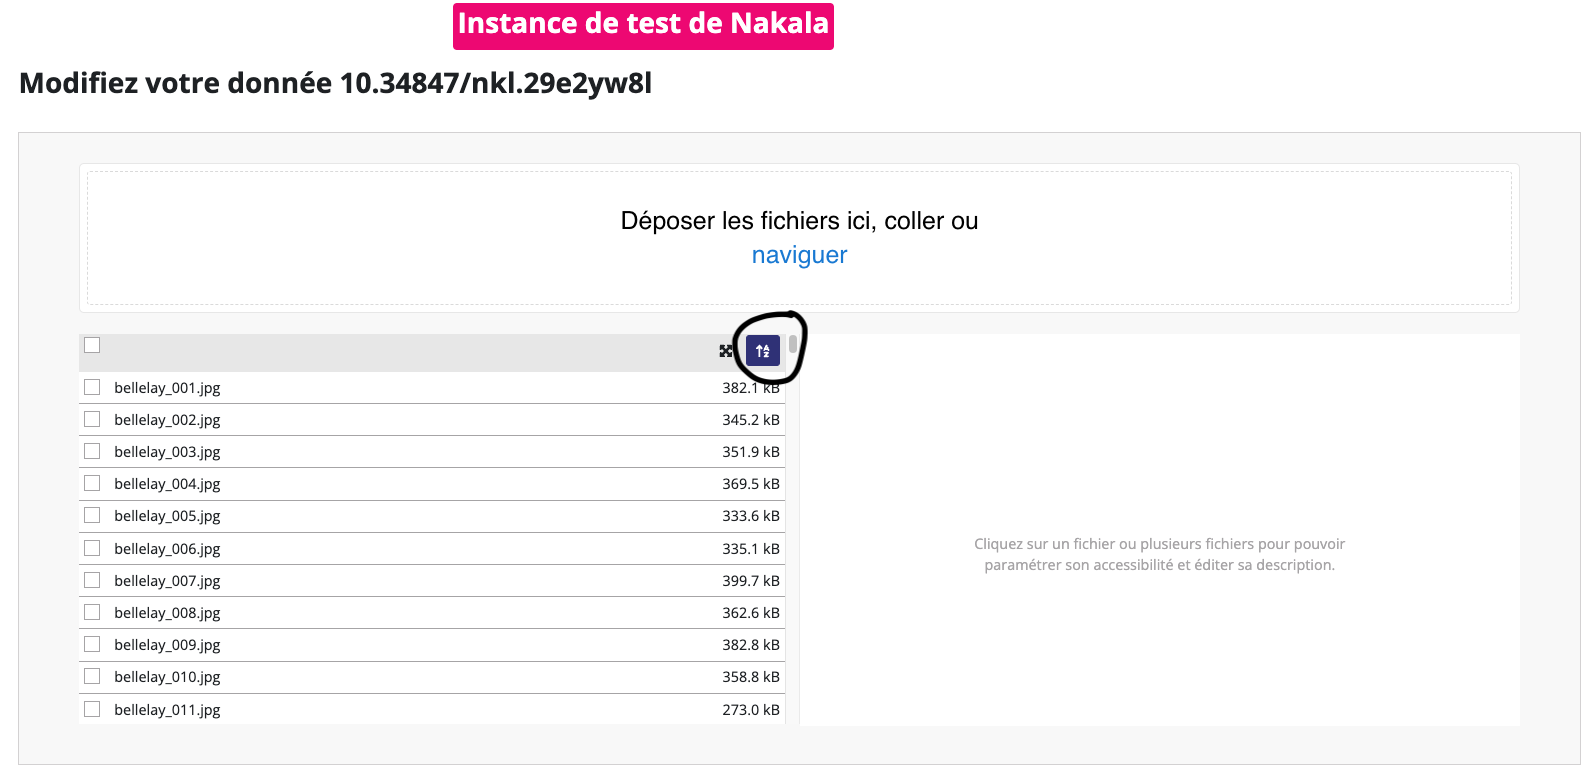 Instance de test de Nakala
Modifiez votre donnée 10.34847/nkl.29e2yw8l
Déposer les fichiers ici, coller ou
naviguer
bellelay_001.jpg 382.1 kB
bellelay_002.jpg 345.2 kB
bellelay_003.jpg 351.9 kB
bellelay_004.jpg 369.5 kB
bellelay_005.jpg 333.6 kB
bellelay_006.jpg 335.1 kB
bellelay_007.jpg 399.7 kB
bellelay_008.jpg 362.6 kB
bellelay_009.jpg 382.8 kB
bellelay_010.jpg 358.8 kB
bellelay_011.jpg 273.0 kB
Cliquez sur un fichier ou plusieurs fichiers pour pouvoir
paramétrer son accessibilité et éditer sa description.